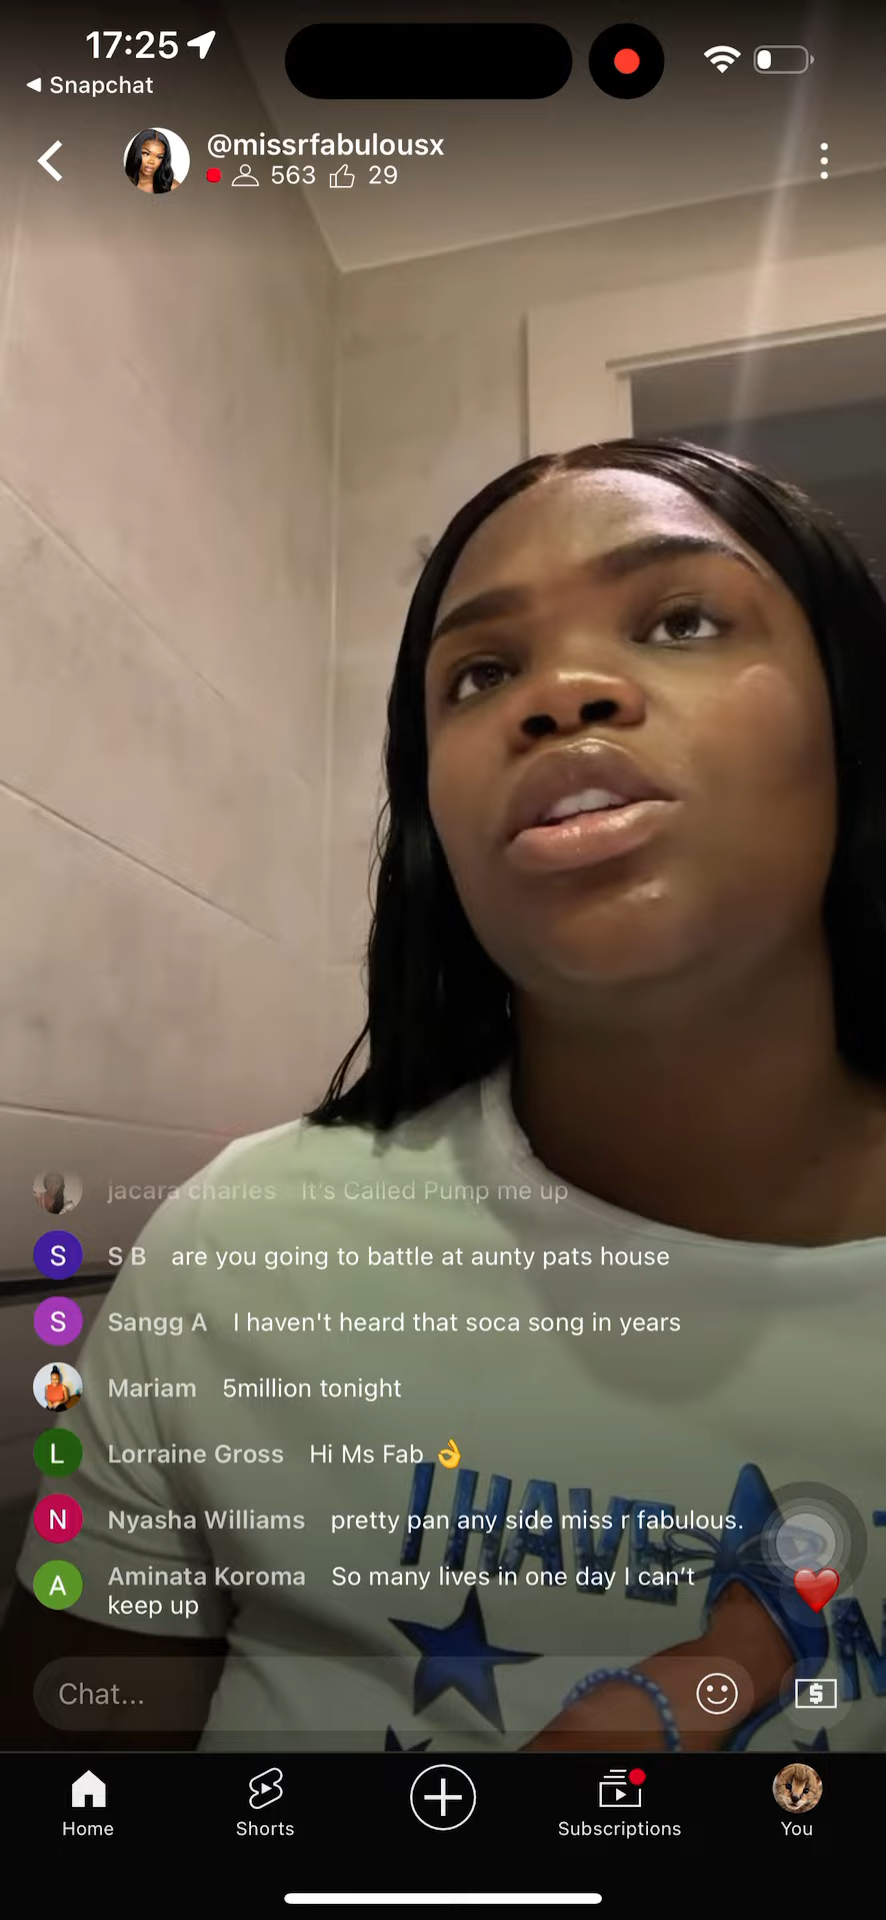 17:25
◀ Snapchat
@missrfabulousx
563 29
jacara charles It's Called Pump me up
S S B are you going to battle at aunty pats house
S Sangg A I haven't heard that soca song in years
Mariam 5million tonight
L Lorraine Gross Hi Ms Fab 👌
I HAVE
N Nyasha Williams pretty pan any side miss r fabulous.
A Aminata Koroma So many lives in one day I can't
keep up
Chat...
Home Shorts Subscriptions You